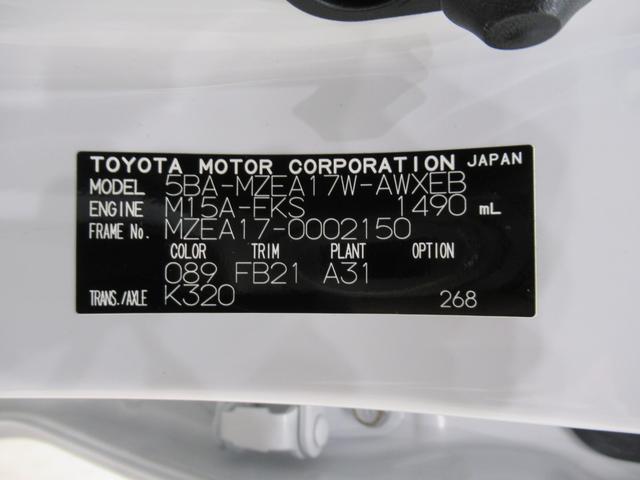 TOYOTA MOTOR CORPORATION JAPAN
MODEL 5BA-MZEA17W-AWXEB
ENGINE M15A-EKS 1490 mL
FRAME No. MZEA17-0002150
COLOR TRIM PLANT OPTION
089 FB21 A31
TRANS./AXLE K320 268